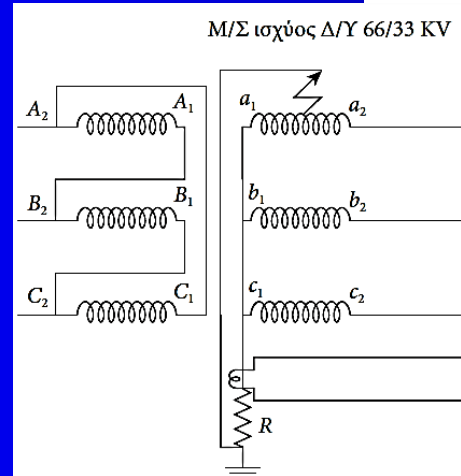 Μ/Σ ισχύος Δ/Υ 66/33 KV
A₂ A₁ a₁ a₂
B₂ B₁ b₁ b₂
C₂ C₁ c₁ c₂
R